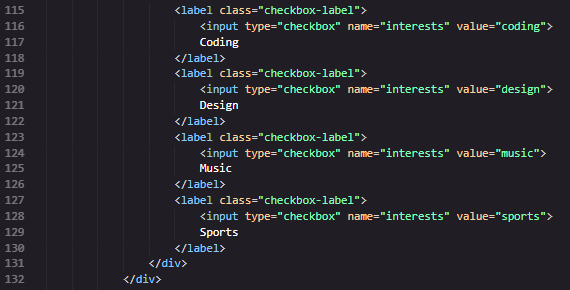 115 <label class="checkbox-label">
116 <input type="checkbox" name="interests" value="coding">
117 Coding
118 </label>
119 <label class="checkbox-label">
120 <input type="checkbox" name="interests" value="design">
121 Design
122 </label>
123 <label class="checkbox-label">
124 <input type="checkbox" name="interests" value="music">
125 Music
126 </label>
127 <label class="checkbox-label">
128 <input type="checkbox" name="interests" value="sports">
129 Sports
130 </label>
131 </div>
132 </div>